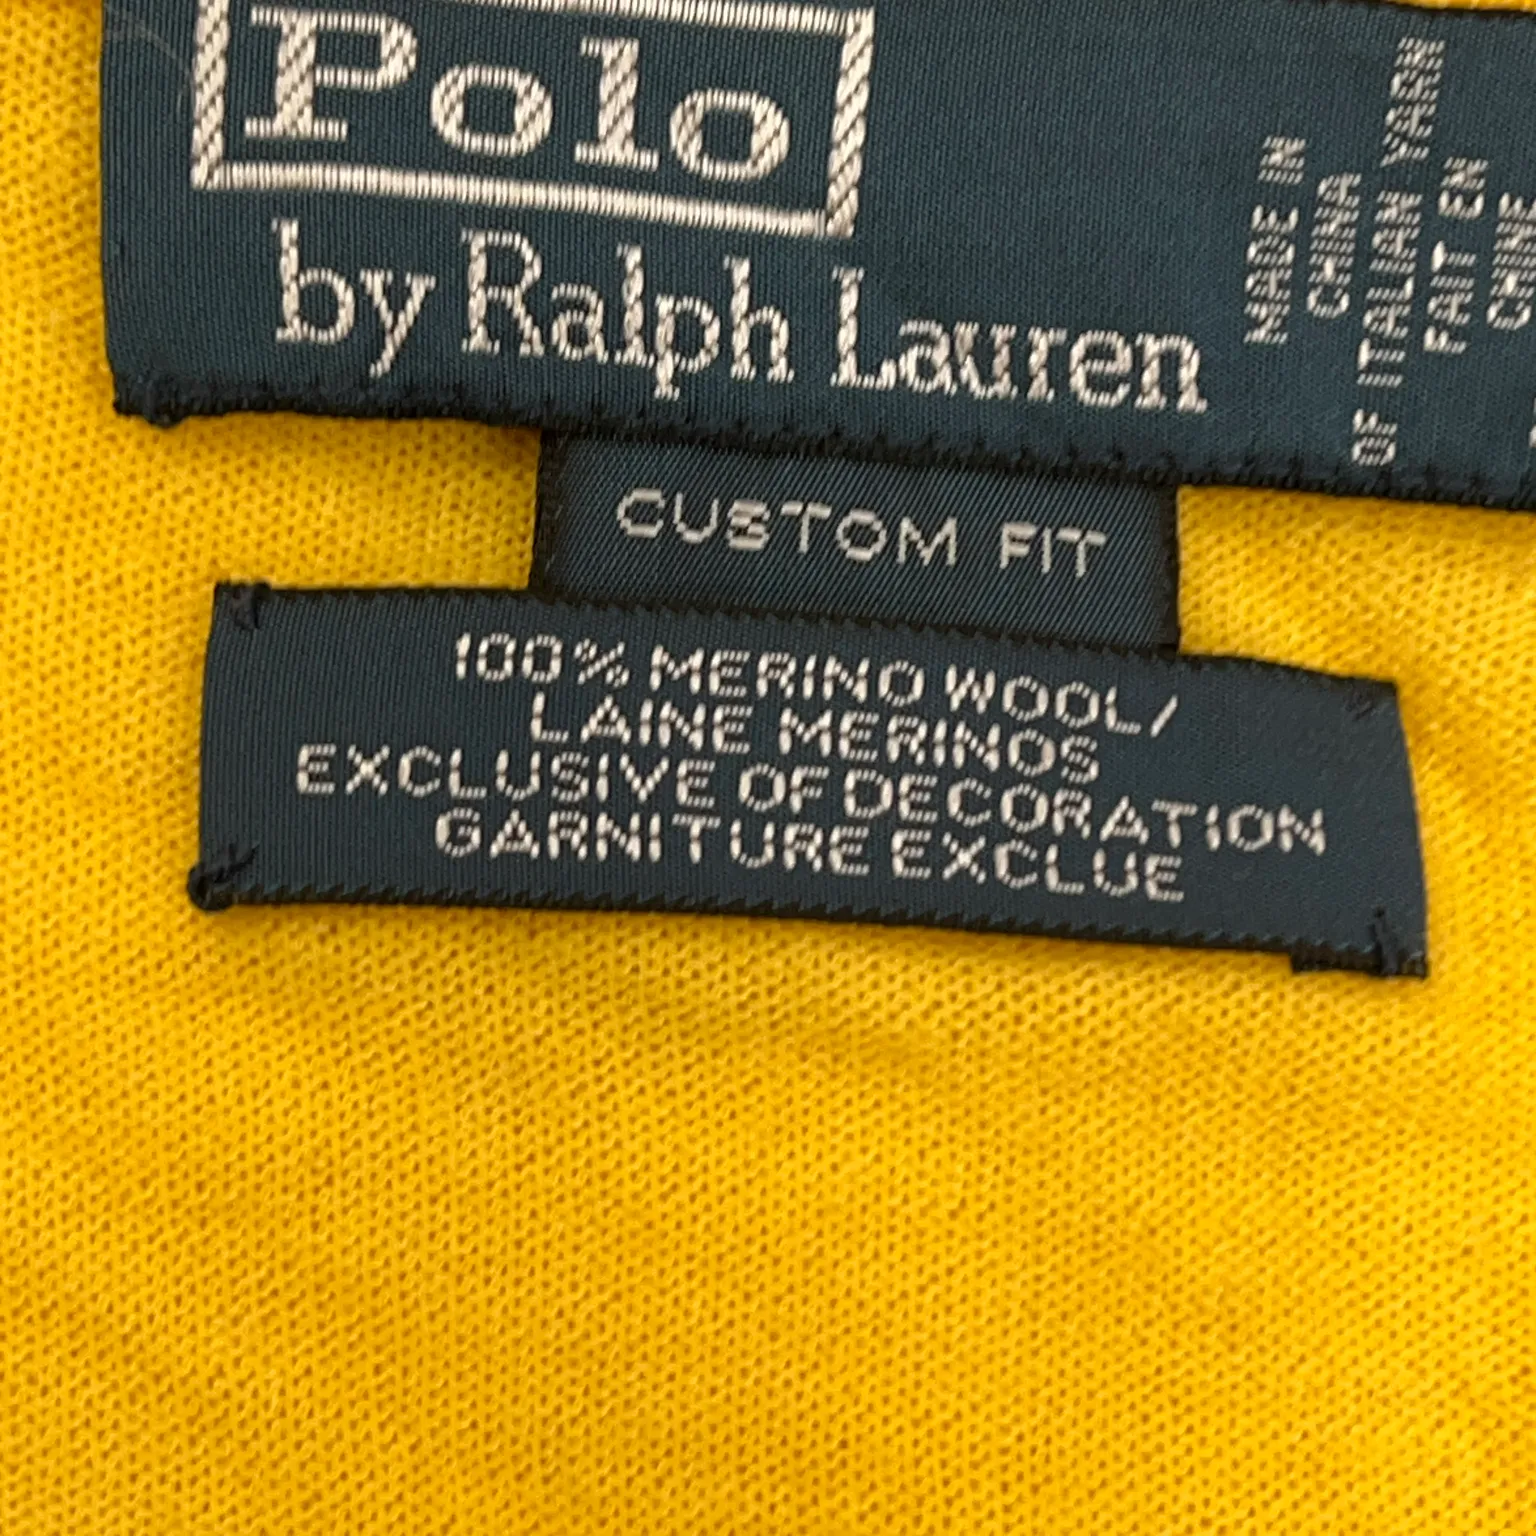 Polo
by Ralph Lauren
MADE IN
CHINA
OF ITALIAN YARN
FAIT EN
CHINE
CUSTOM FIT
100% MERINO WOOL/
LAINE MERINOS
EXCLUSIVE OF DECORATION
GARNITURE EXCLUE